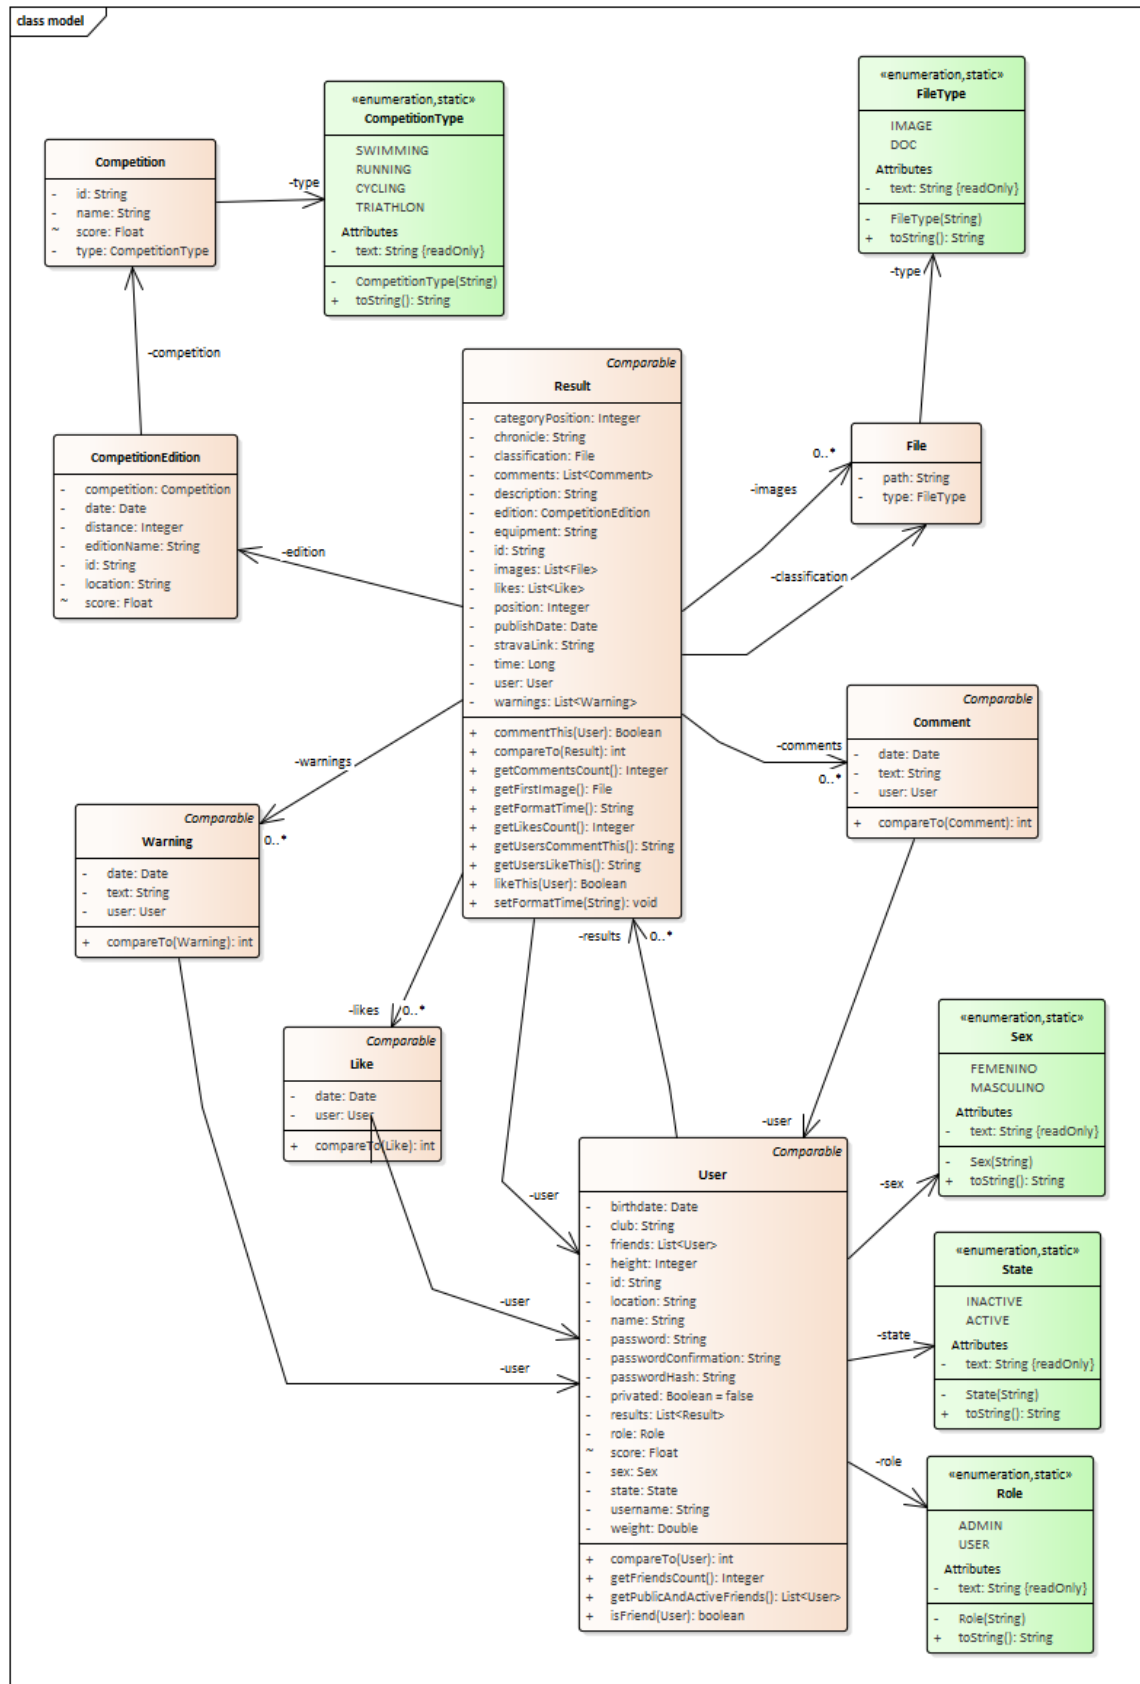 class model
«enumeration,static»
CompetitionType
SWIMMING
RUNNING
CYCLING
TRIATHLON
Attributes
- text: String {readOnly}
- CompetitionType(String)
+ toString(): String
«enumeration,static»
FileType
IMAGE
DOC
Attributes
- text: String {readOnly}
- FileType(String)
+ toString(): String
Competition
- id: String
- name: String
~ score: Float
- type: CompetitionType
-type
-type
-competition
CompetitionEdition
- competition: Competition
- date: Date
- distance: Integer
- editionName: String
- id: String
- location: String
~ score: Float
-edition
Comparable
Result
- categoryPosition: Integer
- chronicle: String
- classification: File
- comments: List<Comment>
- description: String
- edition: CompetitionEdition
- equipment: String
- id: String
- images: List<File>
- likes: List<Like>
- position: Integer
- publishDate: Date
- stravaLink: String
- time: Long
- user: User
- warnings: List<Warning>
+ commentThis(User): Boolean
+ compareTo(Result): int
+ getCommentsCount(): Integer
+ getFirstImage(): File
+ getFormatTime(): String
+ getLikesCount(): Integer
+ getUsersCommentThis(): String
+ getUsersLikeThis(): String
+ likeThis(User): Boolean
+ setFormatTime(String): void
File
- path: String
- type: FileType
0..*
-images
-classification
Comparable
Comment
- date: Date
- text: String
- user: User
+ compareTo(Comment): int
-comments
0..*
-warnings
0..*
Comparable
Warning
- date: Date
- text: String
- user: User
+ compareTo(Warning): int
-results
0..*
-likes
0..*
Comparable
Like
- date: Date
- user: User
+ compareTo(Like): int
-user
-user
-user
-user
Comparable
User
- birthdate: Date
- club: String
- friends: List<User>
- height: Integer
- id: String
- location: String
- name: String
- password: String
- passwordConfirmation: String
- passwordHash: String
- privated: Boolean = false
- results: List<Result>
- role: Role
~ score: Float
- sex: Sex
- state: State
- username: String
- weight: Double
+ compareTo(User): int
+ getFriendsCount(): Integer
+ getPublicAndActiveFriends(): List<User>
+ isFriend(User): boolean
-sex
«enumeration,static»
Sex
FEMENINO
MASCULINO
Attributes
- text: String {readOnly}
- Sex(String)
+ toString(): String
-state
«enumeration,static»
State
INACTIVE
ACTIVE
Attributes
- text: String {readOnly}
- State(String)
+ toString(): String
-role
«enumeration,static»
Role
ADMIN
USER
Attributes
- text: String {readOnly}
- Role(String)
+ toString(): String